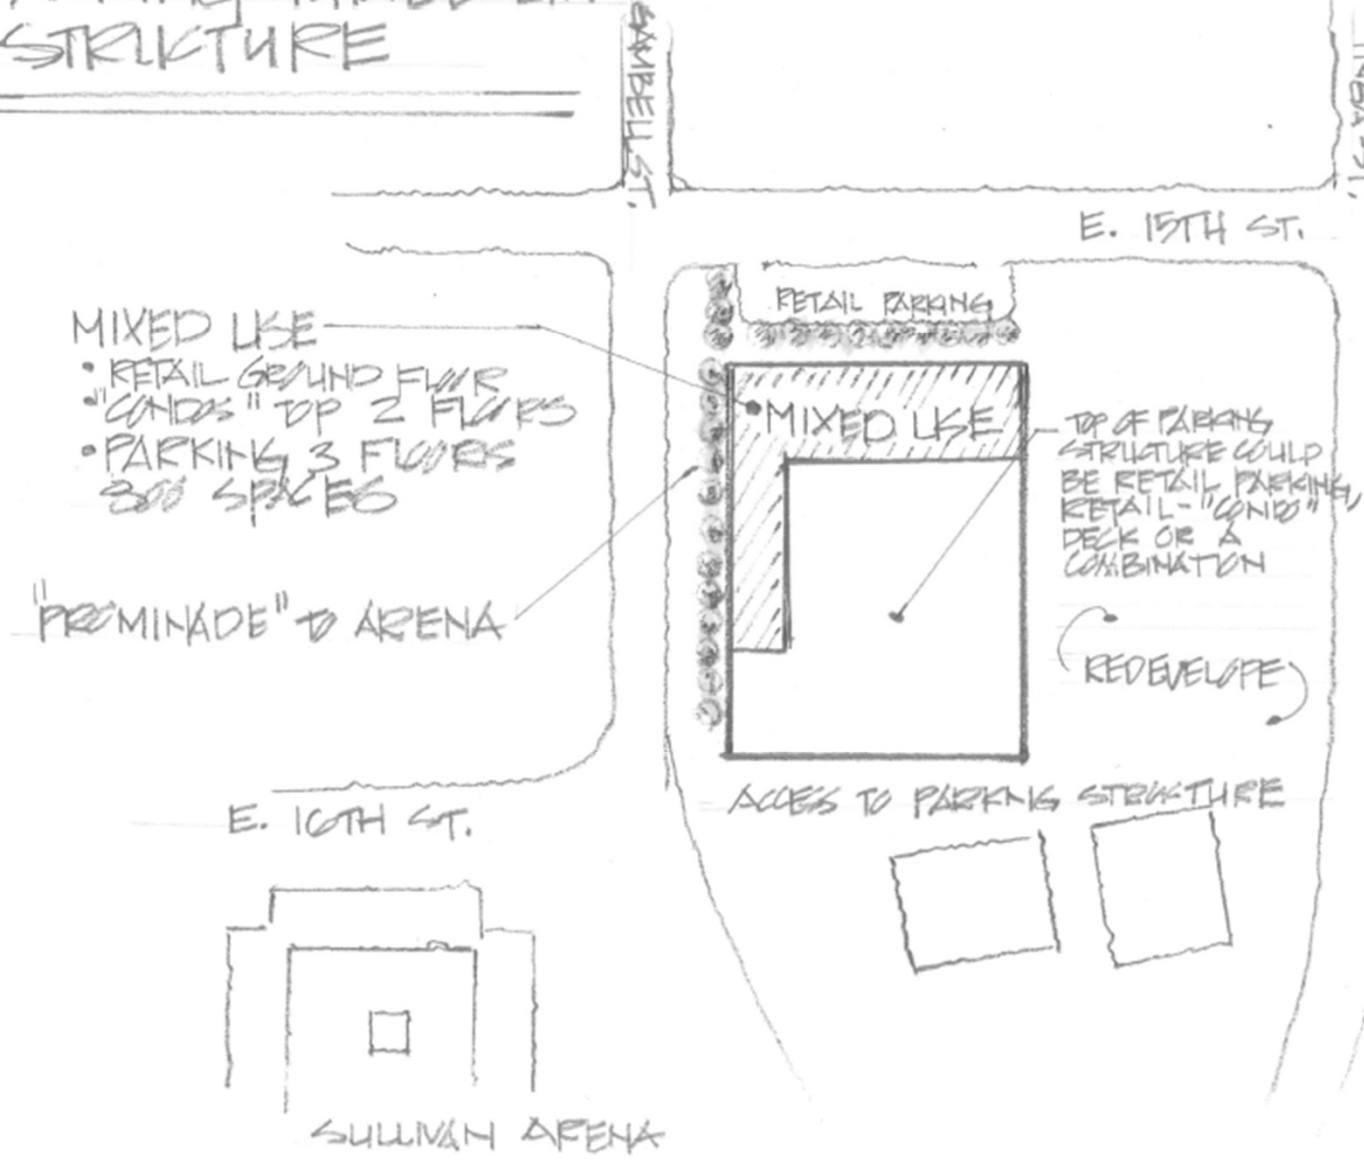 STRUCTURE
GAMBELL ST.
E. 15TH ST.
RETAIL PARKING
MIXED USE
• RETAIL GROUND FLOOR
• "CONDOS" TOP 2 FLOORS
• PARKING, 3 FLOORS
300 SPACES
MIXED USE
TOP OF PARKING
STRUCTURE COULD
BE RETAIL PARKING,
RETAIL - "CONDO"
DECK OR A
COMBINATION
"PROMINADE" TO ARENA
REDEVELOPE
ACCESS TO PARKNG STRUCTURE
E. 16TH ST.
SULLIVAN ARENA